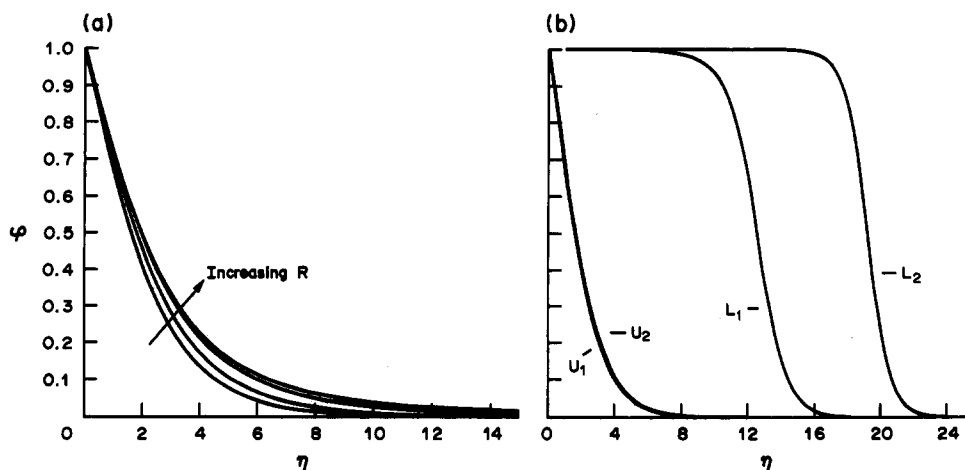 (a)
1.0
0.9
0.8
0.7
0.6
0.5
0.4
0.3
0.2
0.1
0
φ
Increasing R
2 4 6 8 10 12 14
η
(b)
U₁
U₂
L₁
L₂
0 4 8 12 16 20 24
η